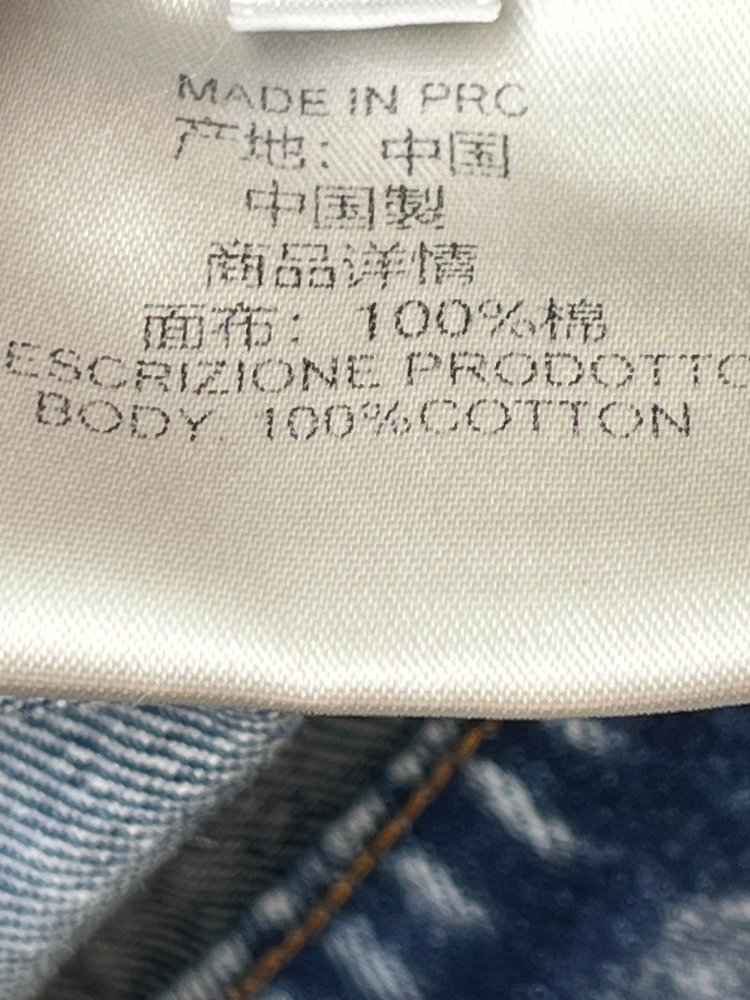 MADE IN PRC
产地：中国
中国製
商品详情
面布：100%棉
ESCRIZIONE PRODOTTO
BODY. 100%COTTON